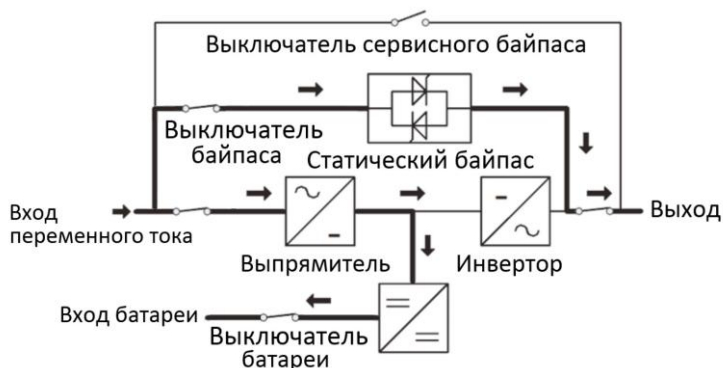 Выключатель сервисного байпаса
Выключатель
байпаса
Статический байпас
Вход
переменного тока
Выход
Выпрямитель
Инвертор
Вход батареи
Выключатель
батареи